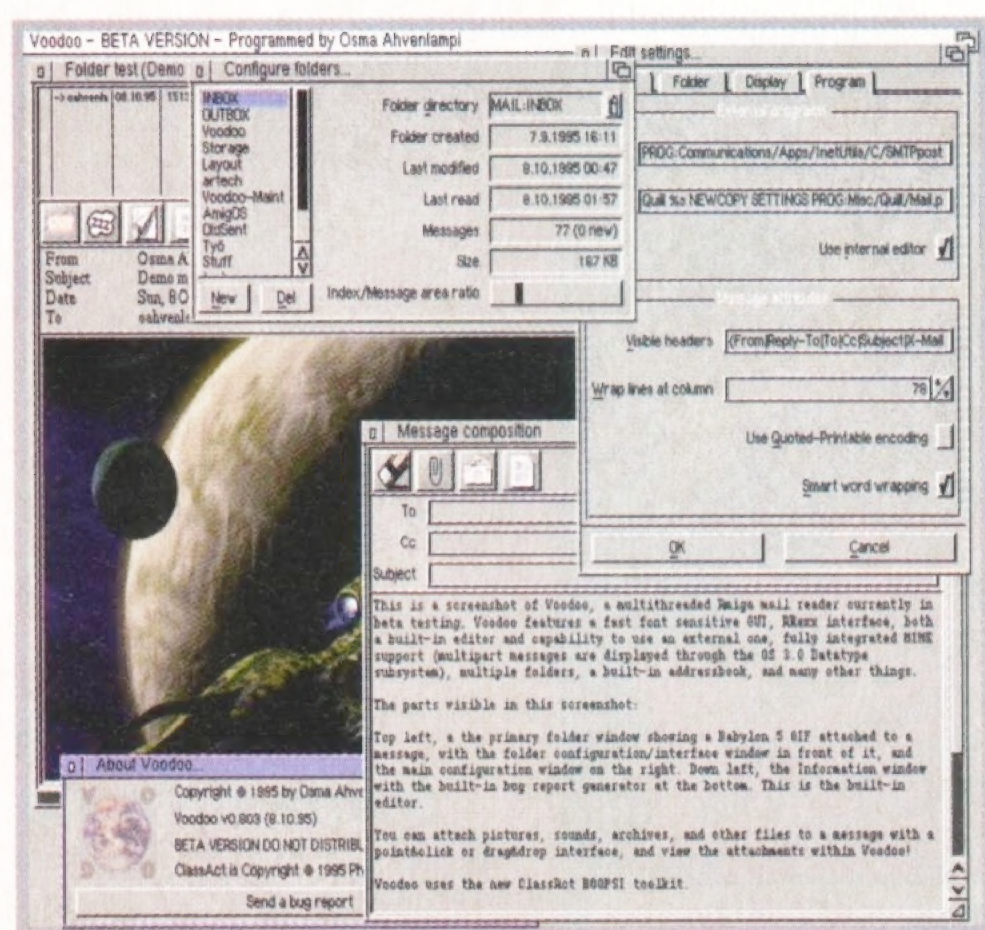 Voodoo - BETA VERSION - Programmed by Osma Ahvenlampi
Folder test (Demo
-> oahvenla 08.10.95
From Osma A
Subject Demo m
Date Sun, 8 O
To oahvenla
Configure folders...
INBOX
OUTBOX
Voodoo
Storage
Layout
artech
Voodoo-Maint
AmigOS
OldSent
Työ
Stuff
New Del
Folder directory MAIL:INBOX
Folder created 7.9.1995 16:11
Last modified 8.10.1995 00:47
Last read 8.10.1995 01:57
Messages 77 (0 new)
Size 187 KB
Index/Message area ratio
Edit settings...
Folder Display Program
External programs
PROG:Communications/Apps/InetUtils/C/SMTPpost
Quill %s NEWCOPY SETTINGS PROG:Misc/Quill/Mail.p
Use internal editor
Message attributes
Visible headers (From|Reply-To|To|Cc|Subject|X-Mail
Wrap lines at column 78
Use Quoted-Printable encoding
Smart word wrapping
OK Cancel
Message composition
To
Cc
Subject
This is a screenshot of Voodoo, a multithreaded Amiga mail reader currently in
beta testing. Voodoo features a fast font sensitive GUI, ARexx interface, both
a built-in editor and capability to use an external one, fully integrated MIME
support (multipart messages are displayed through the OS 3.0 Datatype
subsystem), multiple folders, a built-in addressbook, and many other things.
The parts visible in this screenshot:
Top left, a the primary folder window showing a Babylon 5 GIF attached to a
message, with the folder configuration/interface window in front of it, and
the main configuration window on the right. Down left, the Information window
with the built-in bug report generator at the bottom. This is the built-in
editor.
You can attach pictures, sounds, archives, and other files to a message with a
point&click or drag&drop interface, and view the attachments within Voodoo!
Voodoo uses the new ClassAct BOOPSI toolkit.
About Voodoo...
Copyright © 1995 by Osma Ahve
Voodoo v0.803 (8.10.95)
BETA VERSION DO NOT DISTRIBU
ClassAct is Copyright © 1995 Ph
Send a bug report